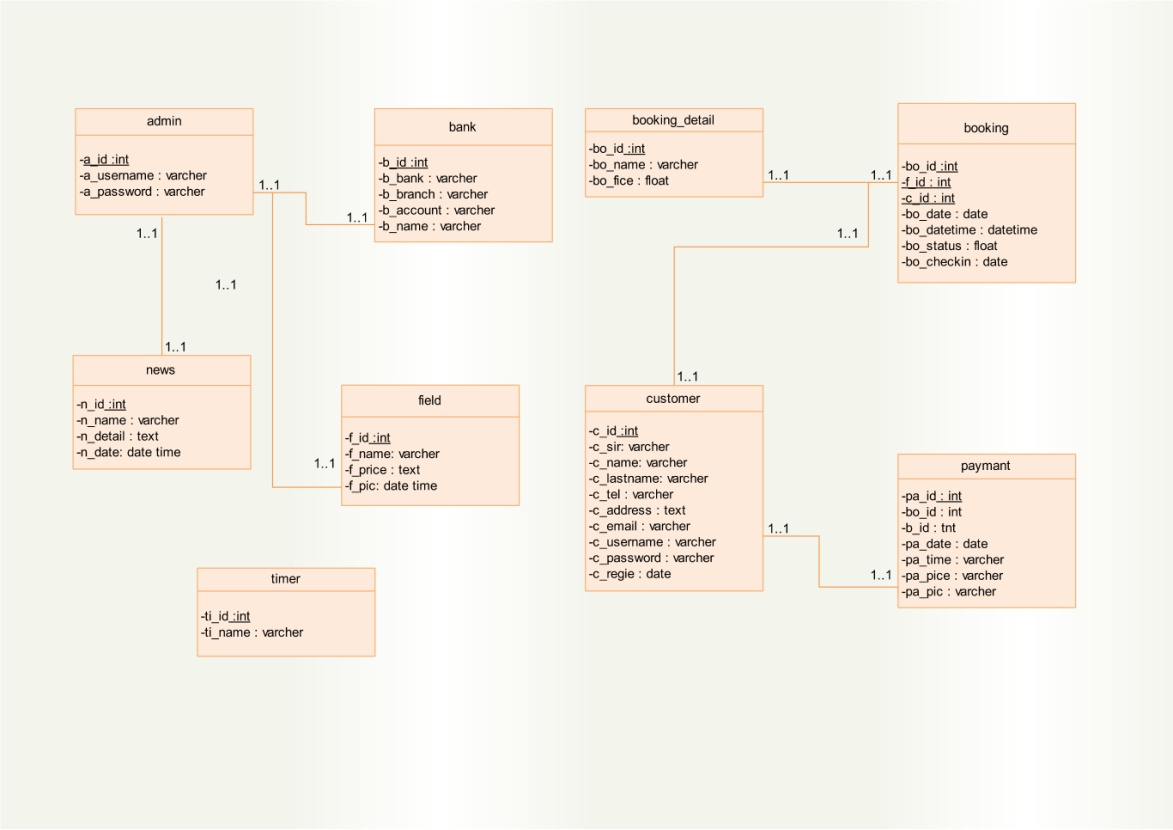 admin
-a_id :int
-a_username : varcher
-a_password : varcher
1..1
1..1
bank
-b_id :int
-b_bank : varcher
-b_branch : varcher
-b_account : varcher
-b_name : varcher
1..1
1..1
1..1
news
-n_id :int
-n_name : varcher
-n_detail : text
-n_date: date time
field
-f_id :int
-f_name: varcher
-f_price : text
-f_pic: date time
1..1
timer
-ti_id :int
-ti_name : varcher
booking_detail
-bo_id :int
-bo_name : varcher
-bo_fice : float
1..1
1..1
booking
-bo_id :int
-f_id : int
-c_id : int
-bo_date : date
-bo_datetime : datetime
-bo_status : float
-bo_checkin : date
1..1
1..1
customer
-c_id :int
-c_sir: varcher
-c_name: varcher
-c_lastname: varcher
-c_tel : varcher
-c_address : text
-c_email : varcher
-c_username : varcher
-c_password : varcher
-c_regie : date
1..1
1..1
paymant
-pa_id : int
-bo_id : int
-b_id : tnt
-pa_date : date
-pa_time : varcher
-pa_pice : varcher
-pa_pic : varcher